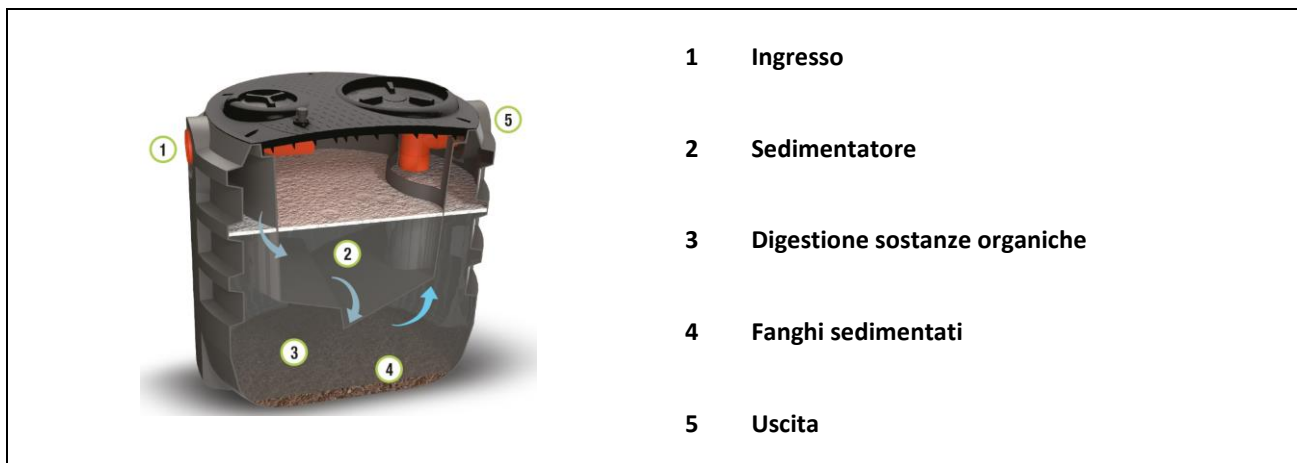 1 Ingresso
2 Sedimentatore
3 Digestione sostanze organiche
4 Fanghi sedimentati
5 Uscita
1
5
2
3
4